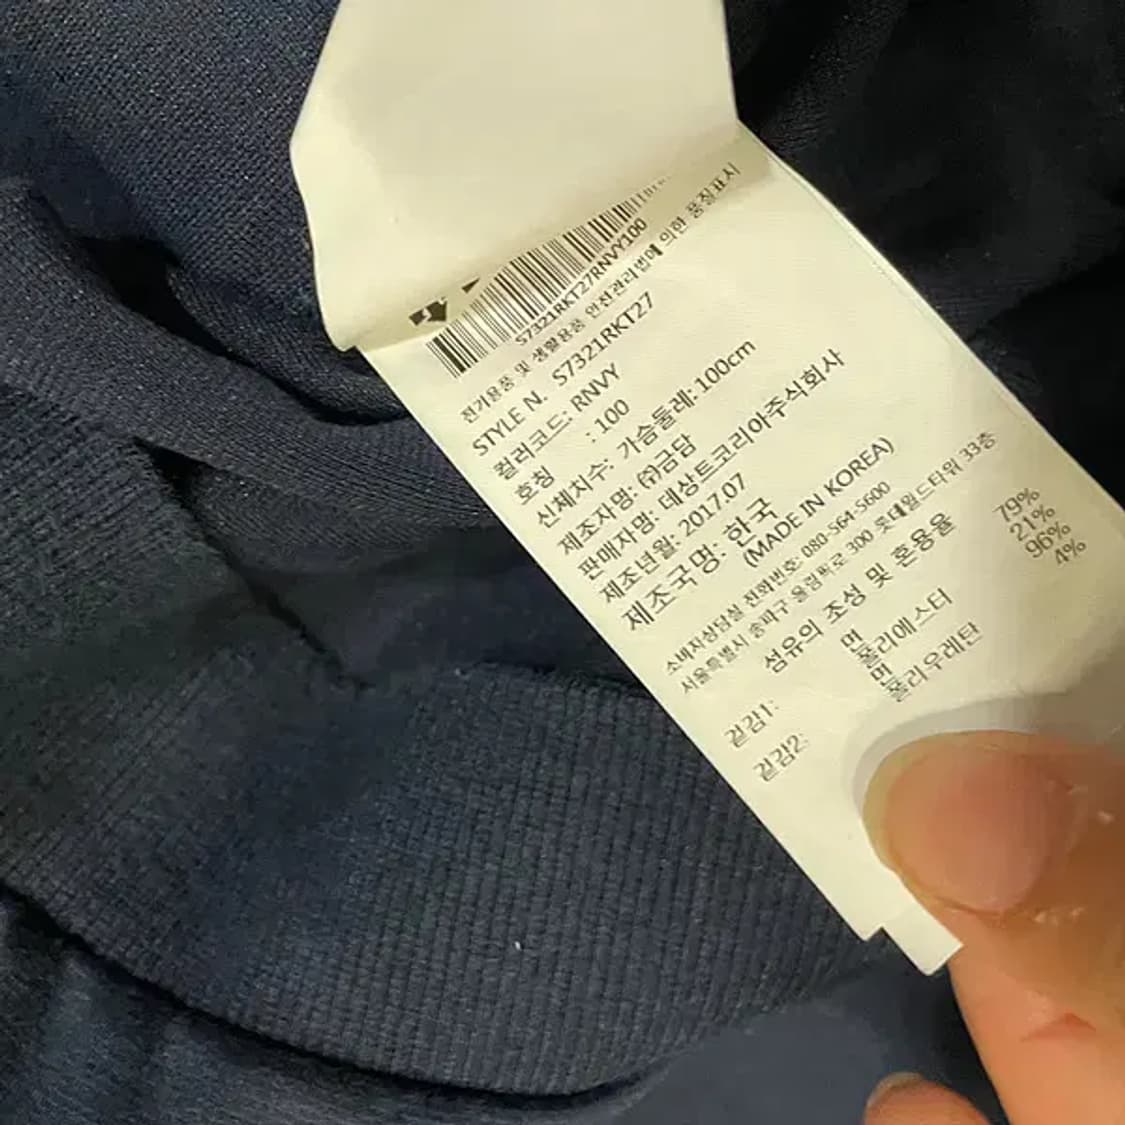 S7321RKT27RNVY100
전기용품 및 생활용품 안전관리법에 의한 품질표시
STYLE N. S7321RKT27
컬러코드: RNVY
호칭 : 100
신체치수: 가슴둘레: 100cm
제조자명: (주)금담
판매자명: 데상트코리아주식회사
제조년월: 2017.07
제조국명: 한국
(MADE IN KOREA)
소비자상담실 전화번호: 080-564-5600
서울특별시 송파구 올림픽로 300 롯데월드타워 33층
섬유의 조성 및 혼용율
겉감1: 면 79%
폴리에스터 21%
겉감2: 면 96%
폴리우레탄 4%